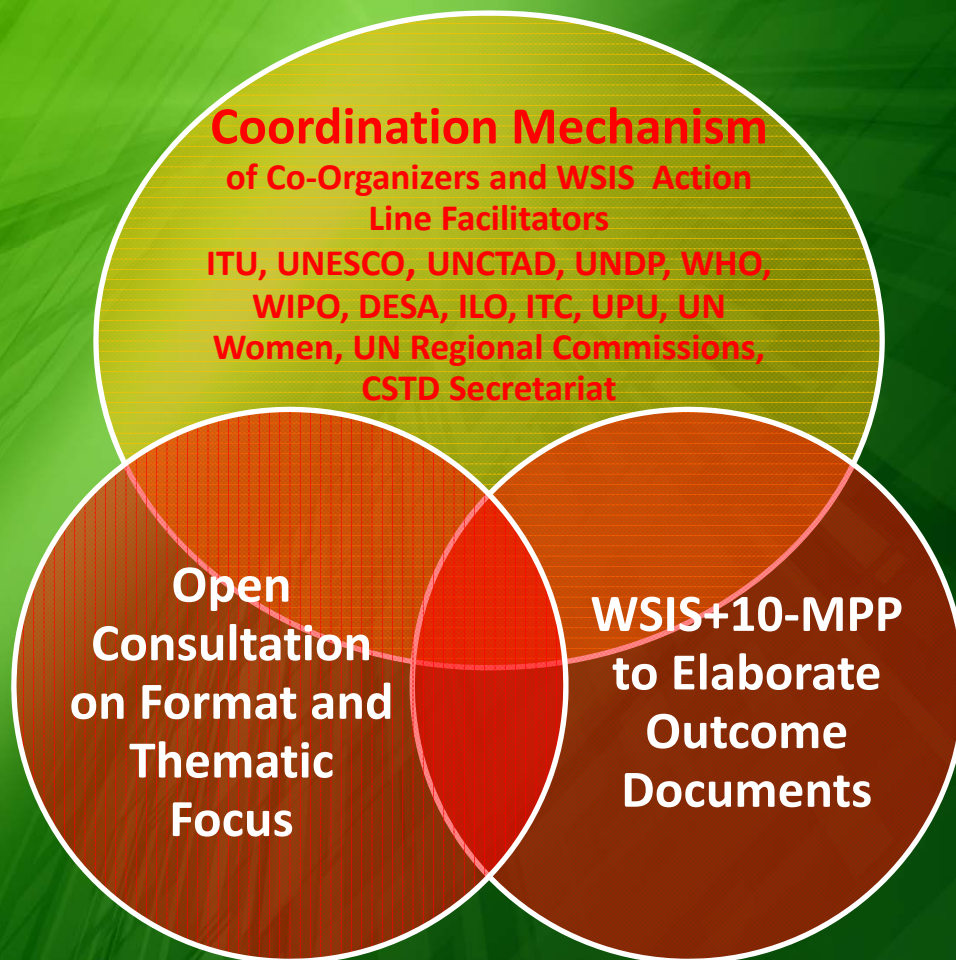 Coordination Mechanism
of Co-Organizers and WSIS Action
Line Facilitators
ITU, UNESCO, UNCTAD, UNDP, WHO,
WIPO, DESA, ILO, ITC, UPU, UN
Women, UN Regional Commissions,
CSTD Secretariat
Open
Consultation
on Format and
Thematic
Focus
WSIS+10-MPP
to Elaborate
Outcome
Documents